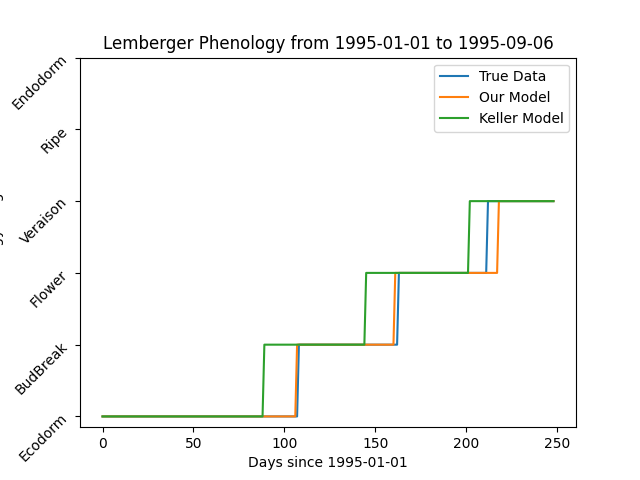 Lemberger Phenology from 1995-01-01 to 1995-09-06
True Data
Our Model
Keller Model
Endodorm
Ripe
Veraison
Flower
BudBreak
Ecodorm
0 50 100 150 200 250
Days since 1995-01-01